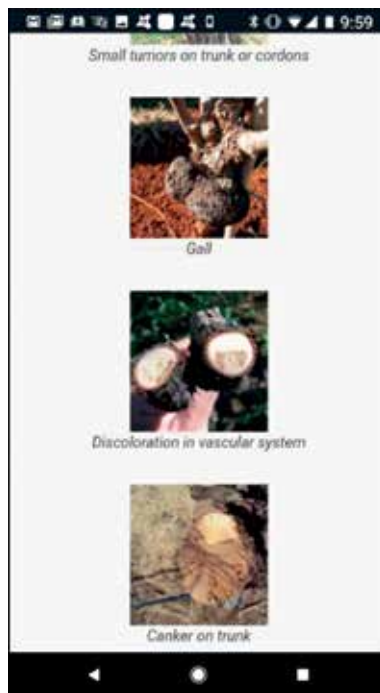 9:59
Small tumors on trunk or cordons
Gall
Discoloration in vascular system
Canker on trunk